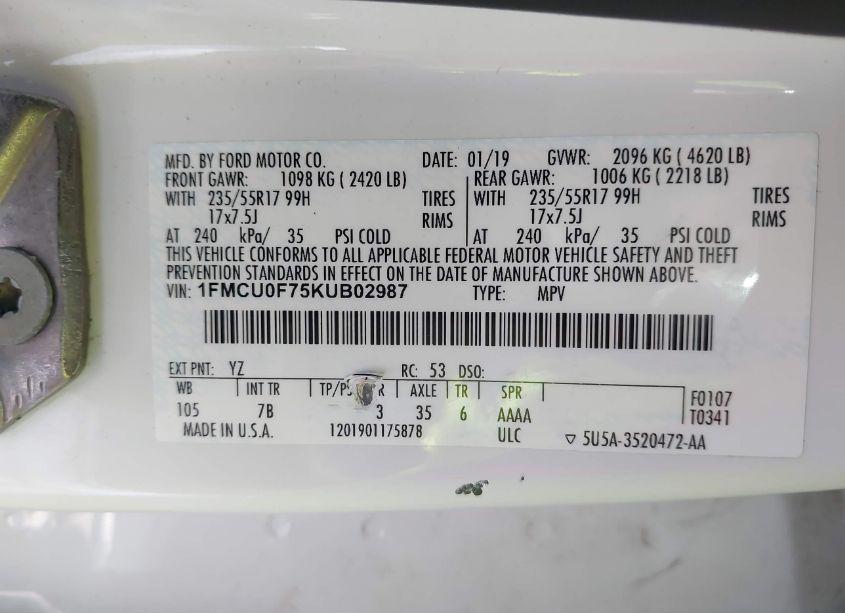 MFD. BY FORD MOTOR CO. DATE: 01/19 GVWR: 2096 KG ( 4620 LB)
FRONT GAWR: 1098 KG ( 2420 LB) REAR GAWR: 1006 KG ( 2218 LB)
WITH 235/55R17 99H TIRES WITH 235/55R17 99H TIRES
17x7.5J RIMS 17x7.5J RIMS
AT 240 kPa/ 35 PSI COLD AT 240 kPa/ 35 PSI COLD
THIS VEHICLE CONFORMS TO ALL APPLICABLE FEDERAL MOTOR VEHICLE SAFETY AND THEFT
PREVENTION STANDARDS IN EFFECT ON THE DATE OF MANUFACTURE SHOWN ABOVE.
VIN: 1FMCU0F75KUB02987 TYPE: MPV
EXT PNT: YZ RC: 53 DSO:
WB INT TR AXLE TR SPR F0107
105 7B 3 35 6 AAAA T0341
MADE IN U.S.A. 1201901175878 ULC ▽ 5U5A-3520472-AA